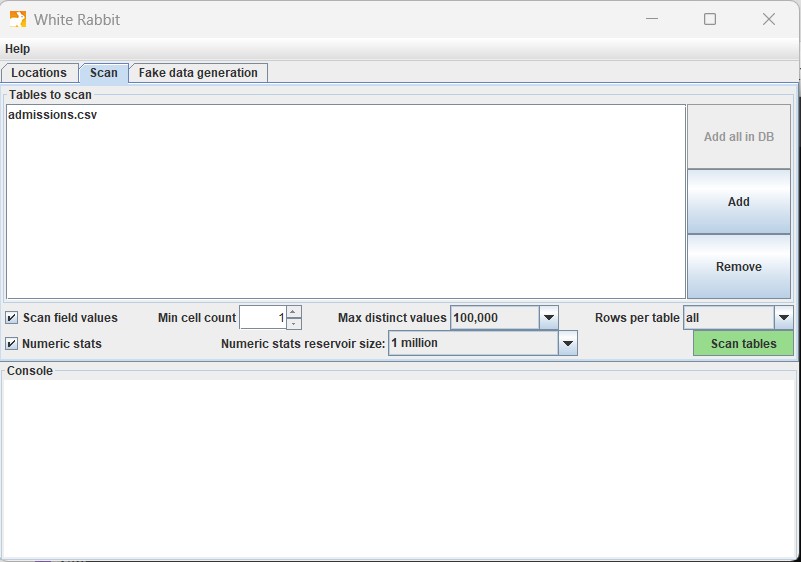 White Rabbit
Help
Locations Scan Fake data generation
Tables to scan
admissions.csv
Add all in DB
Add
Remove
Scan field values Min cell count 1 Max distinct values 100,000 Rows per table all
Numeric stats Numeric stats reservoir size: 1 million Scan tables
Console